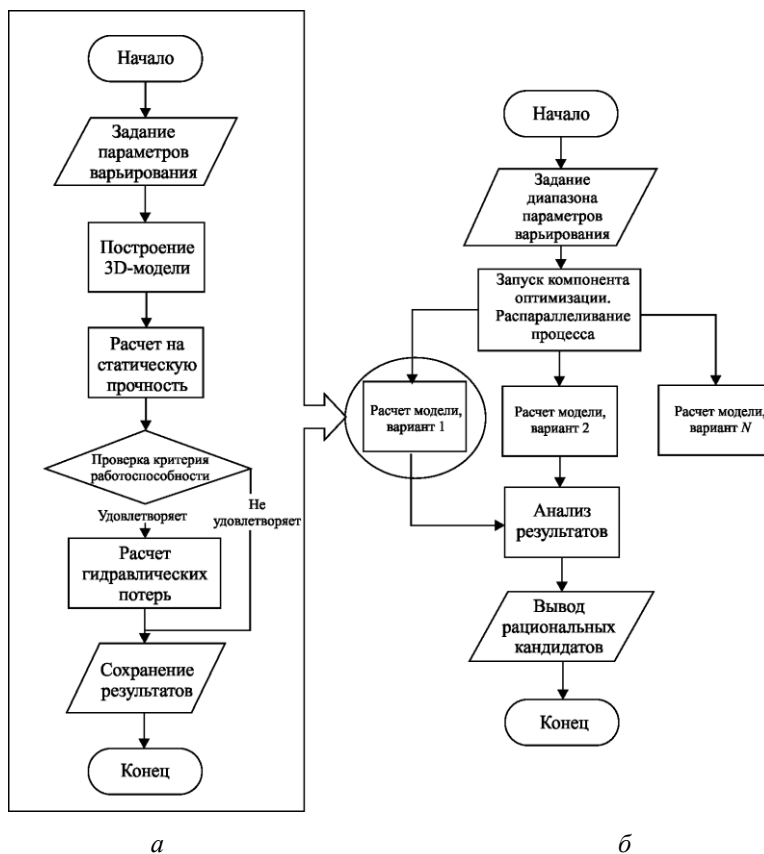 Начало
Задание
параметров
варьирования
Построение
3D-модели
Расчет на
статическую
прочность
Проверка критерия
работоспособности
Удовлетворяет
Не
удовлетворяет
Расчет
гидравлических
потерь
Сохранение
результатов
Конец
а
Начало
Задание
диапазона
параметров
варьирования
Запуск компонента
оптимизации.
Распараллеливание
процесса
Расчет модели,
вариант 1
Расчет модели,
вариант 2
Расчет модели,
вариант N
Анализ
результатов
Вывод
рациональных
кандидатов
Конец
б